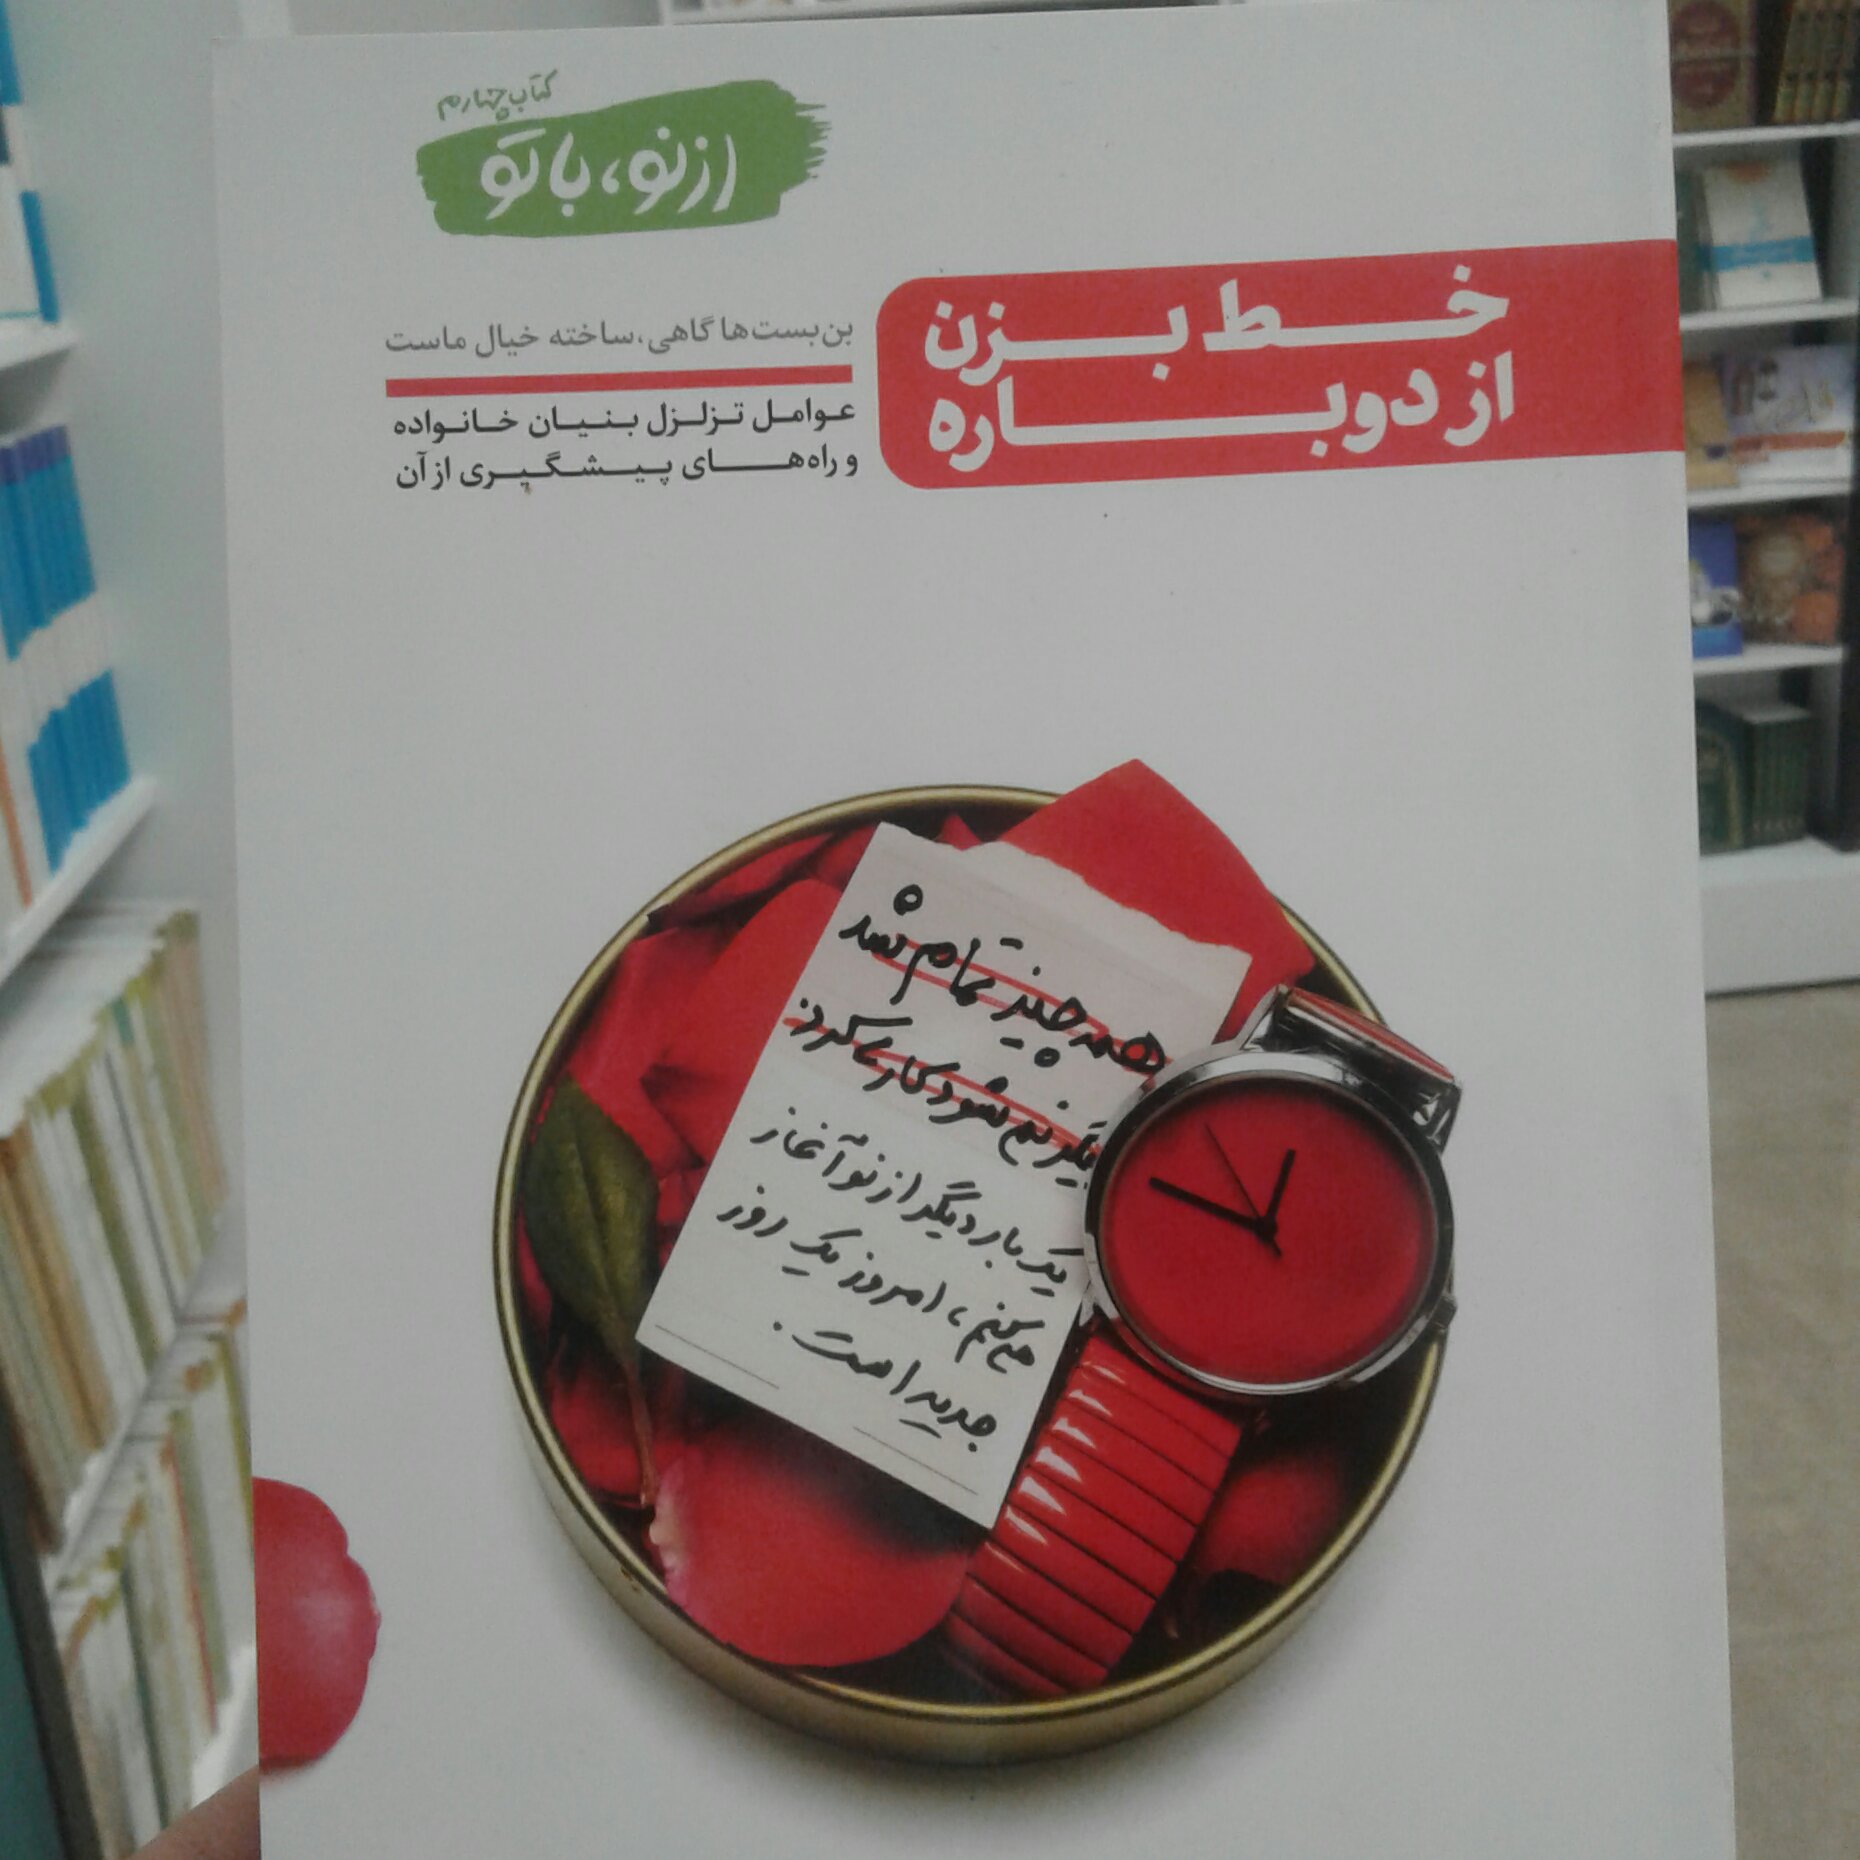 کتاب چهارم
از نو، با تو
خط بزن
از دوباره
بن‌بست‌ها گاهی، ساخته خیال ماست
عوامل تزلزل بنیان خانواده
و راه‌های پیشگیری از آن
همه چیز تمام شد
دیگر نمی‌شود کاری کرد.
یک بار دیگر از نو آغاز
می‌کنم، امروز یک روز
جدید است.